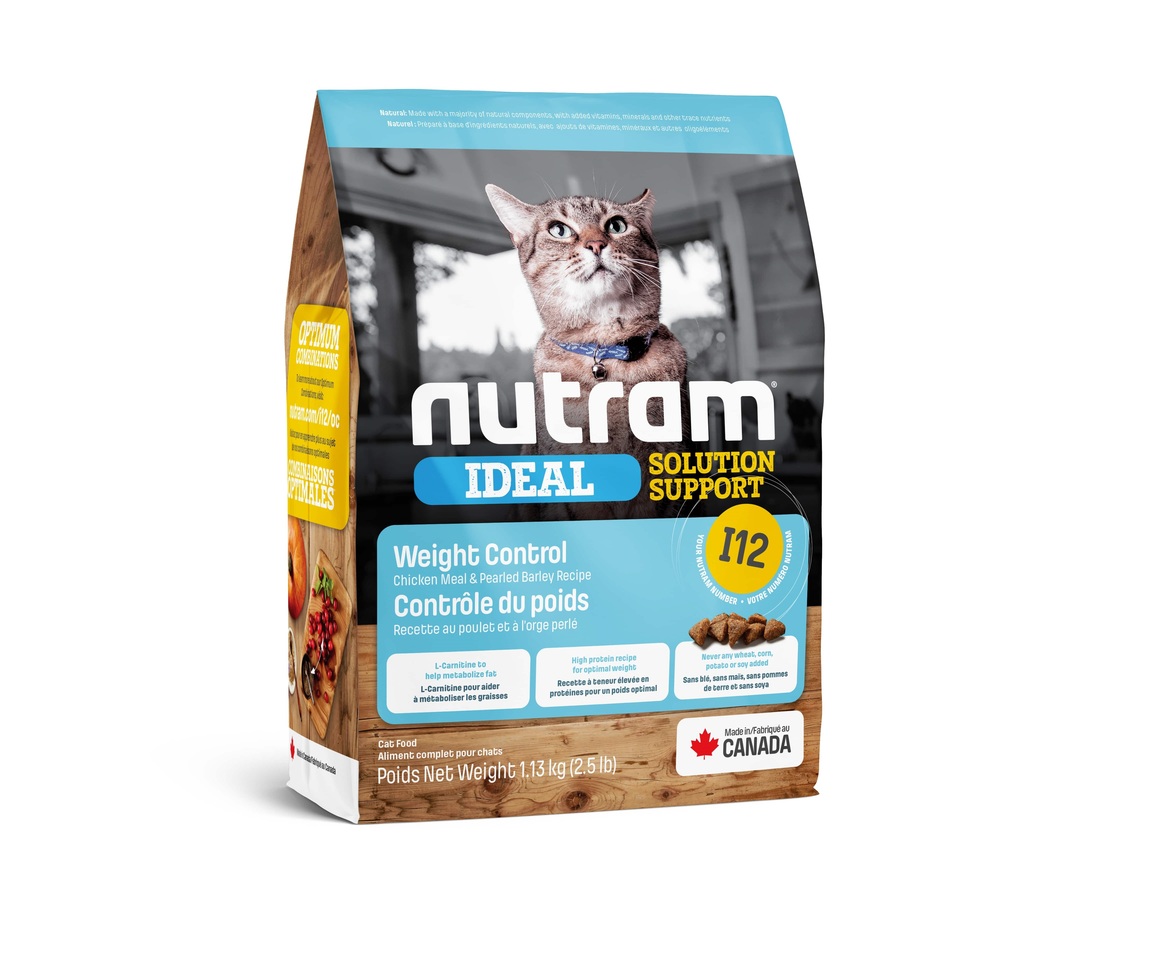 Natural: Made with a majority of natural components, with added vitamins, minerals and other trace nutrients
Naturel : Préparé à base d'ingrédients naturels, avec ajouts de vitamines, minéraux et autres oligoéléments
nutram®
IDEAL
SOLUTION
SUPPORT
I12
YOUR NUTRAM NUMBER • VOTRE NUMÉRO NUTRAM
Weight Control
Chicken Meal & Pearled Barley Recipe
Contrôle du poids
Recette au poulet et à l'orge perlé
L-Carnitine to
help metabolize fat
L-Carnitine pour aider
à métaboliser les graisses
High protein recipe
for optimal weight
Recette à teneur élevée en
protéines pour un poids optimal
Never any wheat, corn,
potato or soy added
Sans blé, sans maïs, sans pommes
de terre et sans soya
Cat Food
Aliment complet pour chats
Poids Net Weight 1.13 kg (2.5 lb)
Made in/Fabriqué au
CANADA
OPTIMUM
COMBINATIONS
nutram.com/i12/oc
COMBINAISONS
OPTIMALES
Made in Canada/Fabriqué au Canada